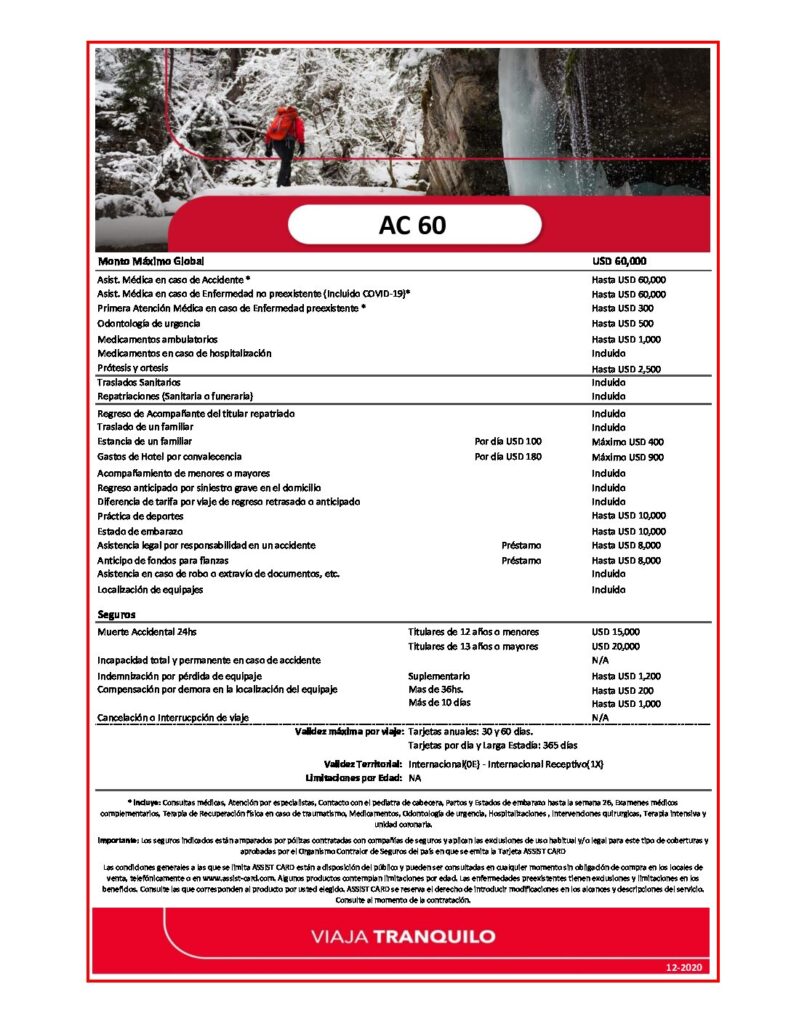 AC 60
Monto Máximo Global USD 60,000
Asist. Médica en caso de Accidente * Hasta USD 60,000
Asist. Médica en caso de Enfermedad no preexistente (Incluido COVID-19)* Hasta USD 60,000
Primera Atención Médica en caso de Enfermedad preexistente * Hasta USD 300
Odontología de urgencia Hasta USD 500
Medicamentos ambulatorios Hasta USD 1,000
Medicamentos en caso de hospitalización Incluido
Prótesis y ortesis Hasta USD 2,500
Traslados Sanitarios Incluido
Repatriaciones (Sanitaria o funeraria) Incluido
Regreso de Acompañante del titular repatriado Incluido
Traslado de un familiar Incluido
Estancia de un familiar Por día USD 100 Máximo USD 400
Gastos de Hotel por convalecencia Por día USD 180 Máximo USD 900
Acompañamiento de menores o mayores Incluido
Regreso anticipado por siniestro grave en el domicilio Incluido
Diferencia de tarifa por viaje de regreso retrasado o anticipado Incluido
Práctica de deportes Hasta USD 10,000
Estado de embarazo Hasta USD 10,000
Asistencia legal por responsabilidad en un accidente Préstamo Hasta USD 8,000
Anticipo de fondos para fianzas Préstamo Hasta USD 8,000
Asistencia en caso de robo o extravío de documentos, etc. Incluido
Localización de equipajes Incluido
Seguros
Muerte Accidental 24hs Titulares de 12 años o menores USD 15,000
Titulares de 13 años o mayores USD 20,000
Incapacidad total y permanente en caso de accidente N/A
Indemnización por pérdida de equipaje Suplementario Hasta USD 1,200
Compensación por demora en la localización del equipaje Mas de 36hs. Hasta USD 200
Más de 10 días Hasta USD 1,000
Cancelación o Interrucpción de viaje N/A
Validez máxima por viaje: Tarjetas anuales: 30 y 60 dias.
Tarjetas por dia y Larga Estadía: 365 días
Validez Territorial: Internacional(0E) - Internacional Receptivo(1X)
Limitaciones por Edad: NA
* Incluye: Consultas médicas, Atención por especialistas, Contacto con el pediatra de cabecera, Partos y Estados de embarazo hasta la semana 26, Examenes médicos
complementarios, Terapia de Recuperación física en caso de traumatismo, Medicamentos, Odontología de urgencia, Hospitalizaciones , Intervenciones quirurgicas, Terapia intensiva y
unidad coronaria.
Importante: Los seguros indicados están amparados por pólizas contratadas con compañías de seguros y aplican las exclusiones de uso habitual y/o legal para este tipo de coberturas y
aprobadas por el Organismo Contralor de Seguros del país en que se emita la Tarjeta ASSIST CARD
Las condiciones generales a las que se limita ASSIST CARD están a disposición del público y pueden ser consultadas en cualquier momento sin obligación de compra en los locales de
venta, telefónicamente o en www.assist-card.com. Algunos productos contemplan limitaciones por edad. Las enfermedades preexistentes tienen exclusiones y limitaciones en los
benefidos. Consulte las que corresponden al producto por usted elegido. ASSIST CARD se reserva el derecho de introducir modificaciones en los alcances y descripciones del servicio.
Consulte al momento de la contratación.
VIAJA TRANQUILO
12-2020